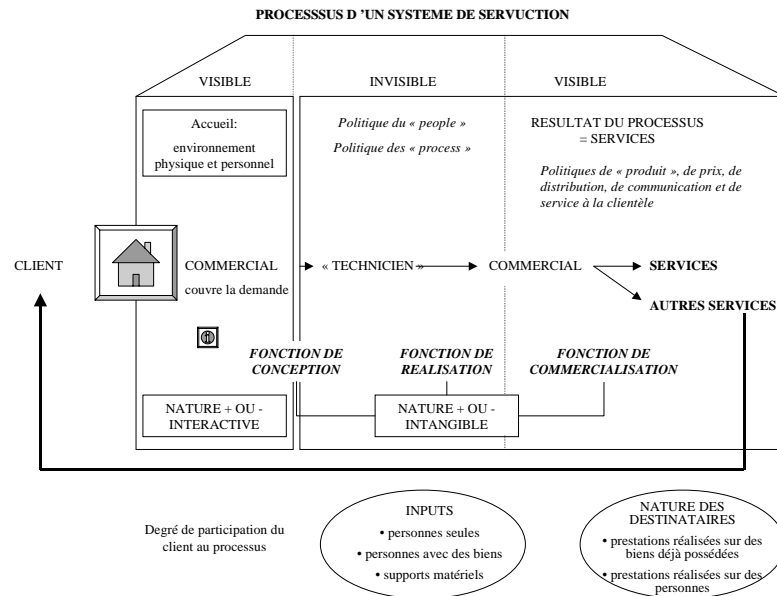 PROCESSSUS D 'UN SYSTEME DE SERVUCTION
VISIBLE
INVISIBLE
VISIBLE
Accueil:
environnement
physique et personnel
Politique du « people »
Politique des « process »
RESULTAT DU PROCESSUS
= SERVICES
Politiques de « produit », de prix, de
distribution, de communication et de
service à la clientèle
CLIENT
COMMERCIAL
couvre la demande
« TECHNICIEN »
COMMERCIAL
SERVICES
AUTRES SERVICES
FONCTION DE
CONCEPTION
FONCTION DE
REALISATION
FONCTION DE
COMMERCIALISATION
NATURE + OU -
INTERACTIVE
NATURE + OU -
INTANGIBLE
Degré de participation du
client au processus
INPUTS
• personnes seules
• personnes avec des biens
• supports matériels
NATURE DES
DESTINATAIRES
• prestations réalisées sur des
biens déjà possédées
• prestations réalisées sur des
personnes